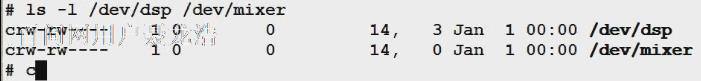 # ls -l /dev/dsp /dev/mixer
crw-rw---- 1 0 0 14, 3 Jan 1 00:00 /dev/dsp
crw-rw---- 1 0 0 14, 0 Jan 1 00:00 /dev/mixer
# c